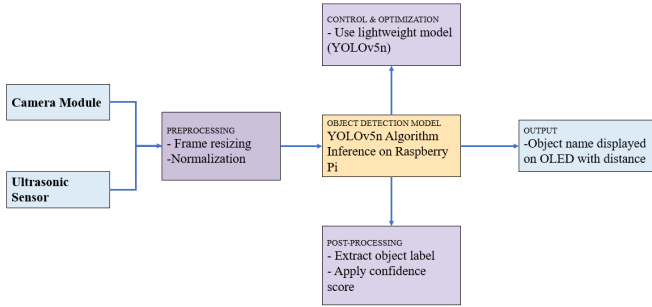 Camera Module
Ultrasonic
Sensor
PREPROCESSING
- Frame resizing
-Normalization
CONTROL & OPTIMIZATION
- Use lightweight model
(YOLOv5n)
OBJECT DETECTION MODEL
YOLOv5n Algorithm
Inference on Raspberry
Pi
POST-PROCESSING
- Extract object label
- Apply confidence
score
OUTPUT
-Object name displayed
on OLED with distance